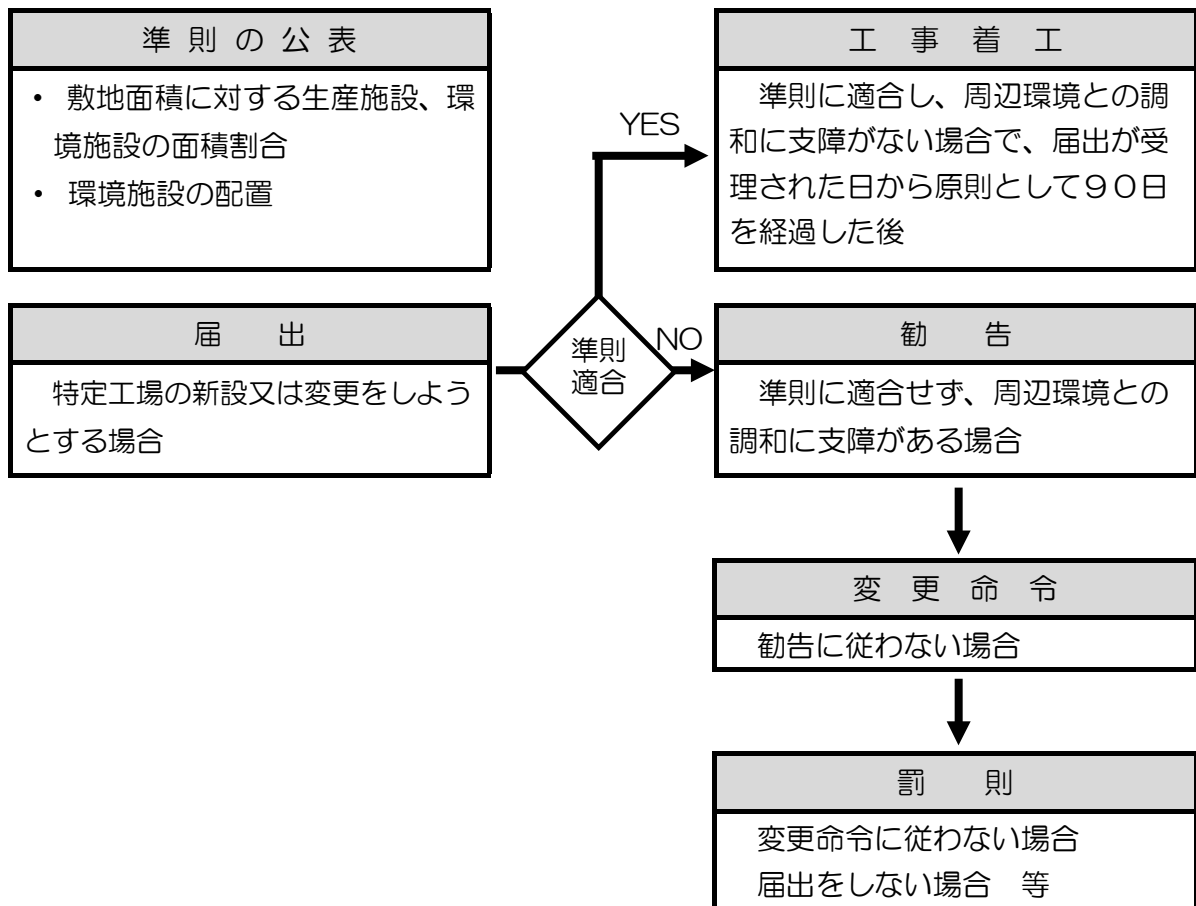 準則の公表
・ 敷地面積に対する生産施設、環
境施設の面積割合
・ 環境施設の配置
届 出
特定工場の新設又は変更をしよう
とする場合
準則
適合
YES
工事着工
準則に適合し、周辺環境との調
和に支障がない場合で、届出が受
理された日から原則として90日
を経過した後
NO
勧 告
準則に適合せず、周辺環境との
調和に支障がある場合
変更命令
勧告に従わない場合
罰 則
変更命令に従わない場合
届出をしない場合 等